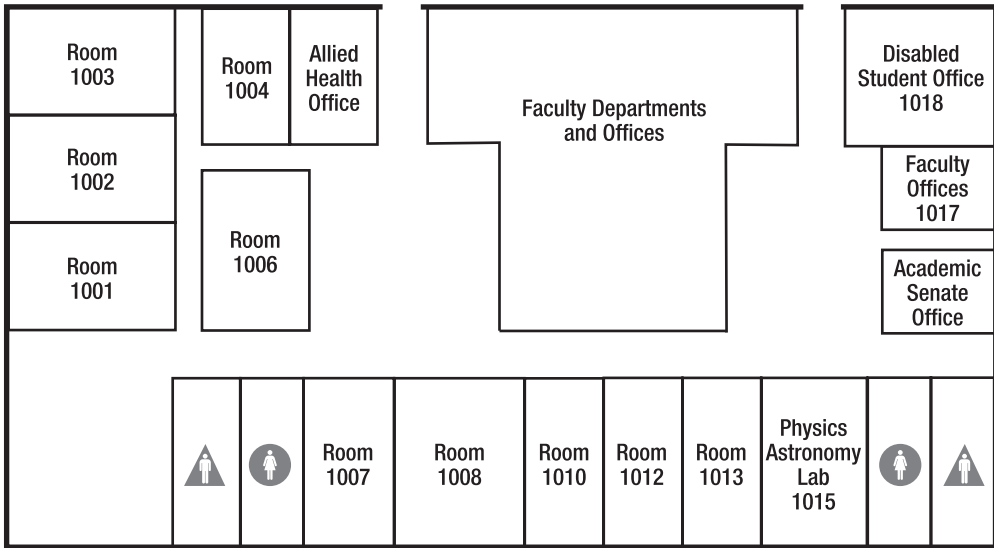 Room
1003
Room
1004
Allied
Health
Office
Faculty Departments
and Offices
Disabled
Student Office
1018
Room
1002
Faculty
Offices
1017
Room
1001
Room
1006
Academic
Senate
Office
Room
1007
Room
1008
Room
1010
Room
1012
Room
1013
Physics
Astronomy
Lab
1015